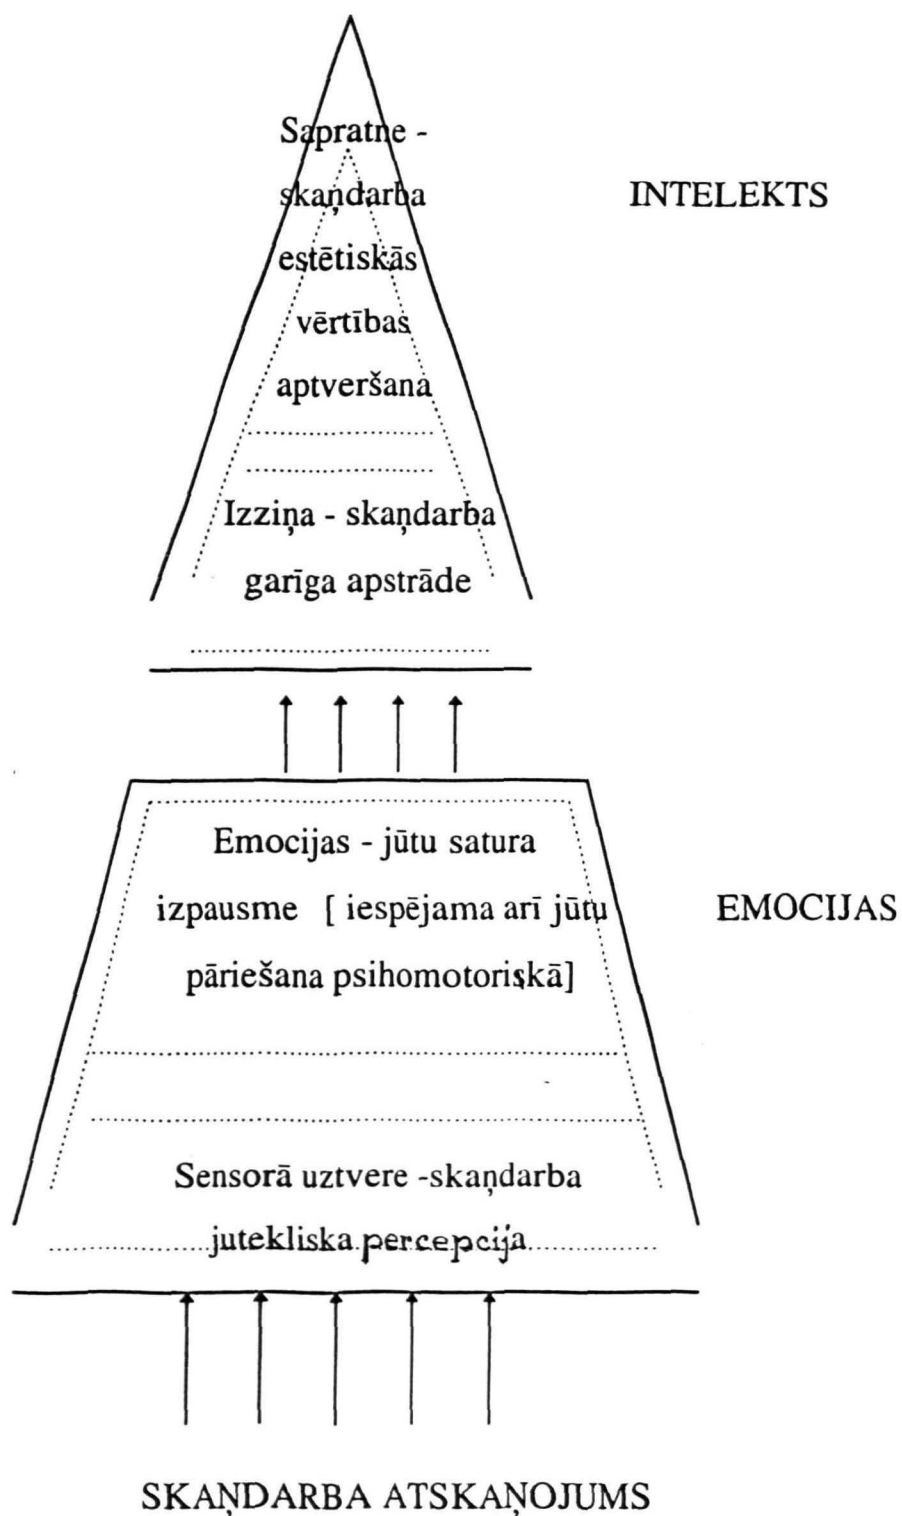 Sapratne -
skaņdarba
INTELEKTS
estētiskās
vērtības
aptveršana
Izziņa - skaņdarba
garīga apstrāde
Emocijas - jūtu satura
izpausme [ iespējama arī jūtu
EMOCIJAS
pāriešana psihomotoriskā]
Sensorā uztvere -skaņdarba
jutekliska percepcija
SKAŅDARBA ATSKAŅOJUMS